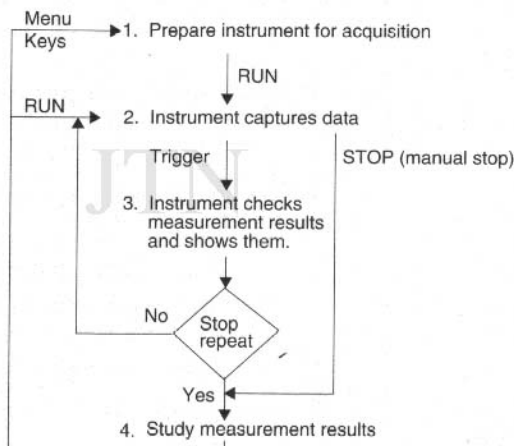 Menu
Keys
1. Prepare instrument for acquisition
RUN
RUN
2. Instrument captures data
Trigger
STOP (manual stop)
JTN
3. Instrument checks
measurement results
and shows them.
No
Stop
repeat
Yes
4. Study measurement results